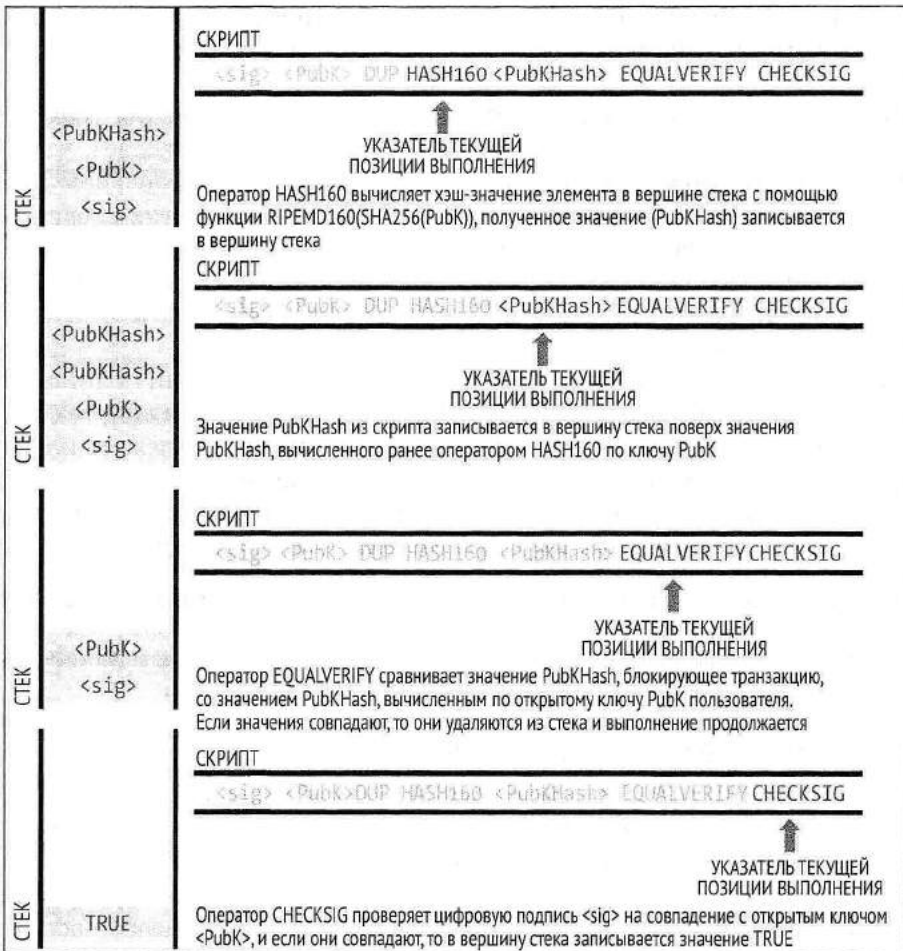 СКРИПТ
<sig> <PubK> DUP HASH160 <PubKHash> EQUALVERIFY CHECKSIG
УКАЗАТЕЛЬ ТЕКУЩЕЙ
ПОЗИЦИИ ВЫПОЛНЕНИЯ
<PubKHash>
<PubK>
<sig>
СТЕК
Оператор HASH160 вычисляет хэш-значение элемента в вершине стека с помощью
функции RIPEMD160(SHA256(PubK)), полученное значение (PubKHash) записывается
в вершину стека
СКРИПТ
<sig> <PubK> DUP HASH160 <PubKHash> EQUALVERIFY CHECKSIG
УКАЗАТЕЛЬ ТЕКУЩЕЙ
ПОЗИЦИИ ВЫПОЛНЕНИЯ
<PubKHash>
<PubKHash>
<PubK>
<sig>
СТЕК
Значение PubKHash из скрипта записывается в вершину стека поверх значения
PubKHash, вычисленного ранее оператором HASH160 по ключу PubK
СКРИПТ
<sig> <PubK> DUP HASH160 <PubKHash> EQUALVERIFY CHECKSIG
УКАЗАТЕЛЬ ТЕКУЩЕЙ
ПОЗИЦИИ ВЫПОЛНЕНИЯ
<PubK>
<sig>
СТЕК
Оператор EQUALVERIFY сравнивает значение PubKHash, блокирующее транзакцию,
со значением PubKHash, вычисленным по открытому ключу PubK пользователя.
Если значения совпадают, то они удаляются из стека и выполнение продолжается
СКРИПТ
<sig> <PubK>DUP HASH160 <PubKHash> EQUALVERIFY CHECKSIG
УКАЗАТЕЛЬ ТЕКУЩЕЙ
ПОЗИЦИИ ВЫПОЛНЕНИЯ
TRUE
СТЕК
Оператор CHECKSIG проверяет цифровую подпись <sig> на совпадение с открытым ключом
<PubK>, и если они совпадают, то в вершину стека записывается значение TRUE